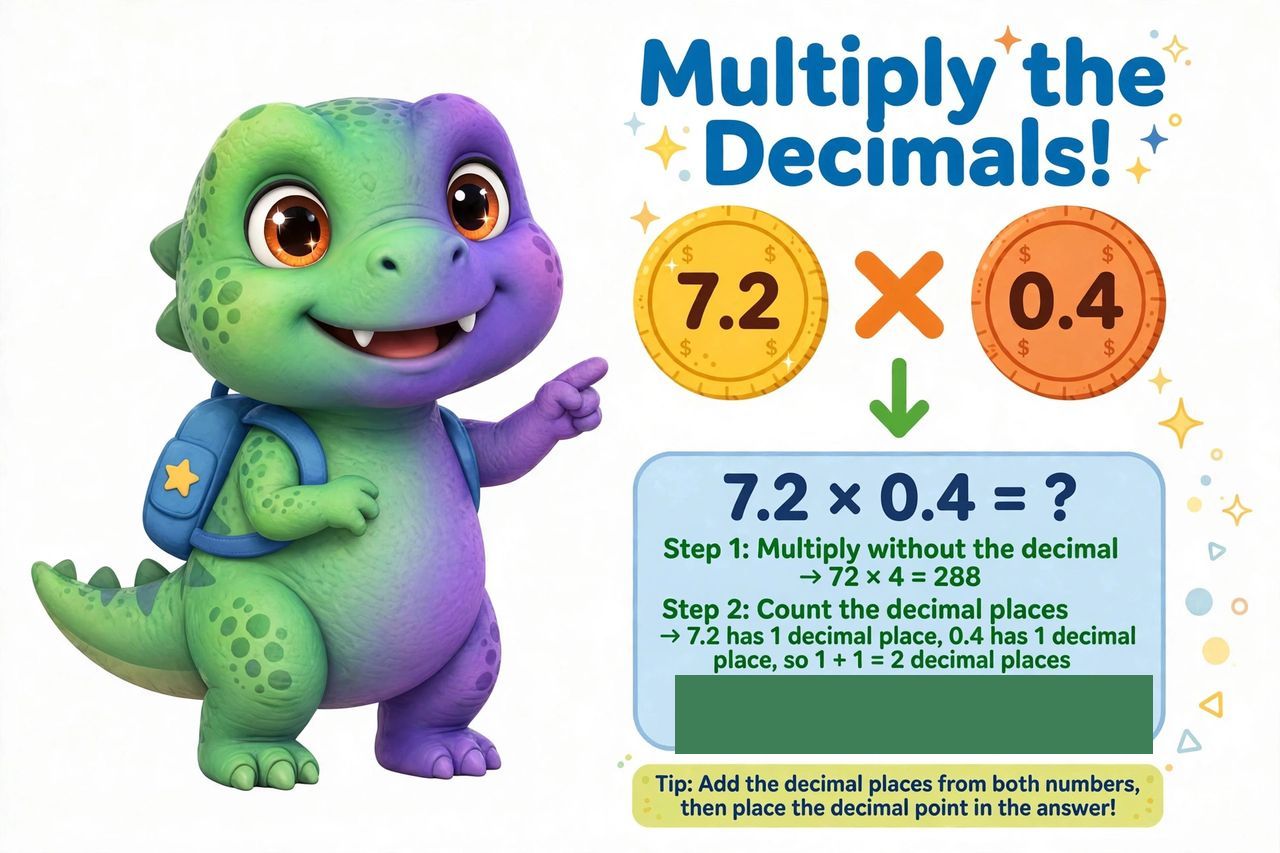 Multiply the
Decimals!
$ $
7.2
$ $
×
$ $
0.4
$ $
7.2 × 0.4 = ?
Step 1: Multiply without the decimal
→ 72 × 4 = 288
Step 2: Count the decimal places
→ 7.2 has 1 decimal place, 0.4 has 1 decimal
place, so 1 + 1 = 2 decimal places
Tip: Add the decimal places from both numbers,
then place the decimal point in the answer!